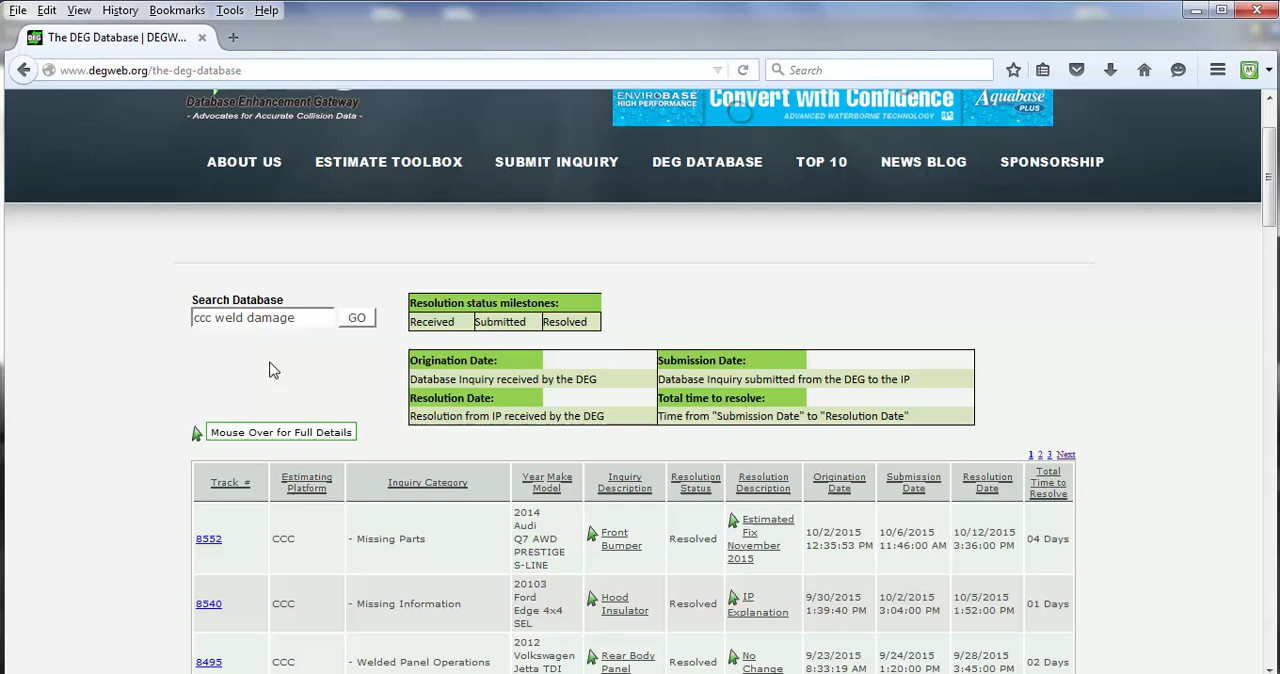 File Edit View History Bookmarks Tools Help
The DEG Database | DEGW... × +
www.degweb.org/the-deg-database
Search
Database Enhancement Gateway
- Advocates for Accurate Collision Data -
ENVIROBASE
HIGH PERFORMANCE
Convert with Confidence
ADVANCED WATERBORNE TECHNOLOGY
Aquabase
PLUS
ABOUT US ESTIMATE TOOLBOX SUBMIT INQUIRY DEG DATABASE TOP 10 NEWS BLOG SPONSORSHIP
Search Database
ccc weld damage GO
Resolution status milestones:
Received Submitted Resolved
Origination Date: Submission Date:
Database Inquiry received by the DEG Database Inquiry submitted from the DEG to the IP
Resolution Date: Total time to resolve:
Resolution from IP received by the DEG Time from "Submission Date" to "Resolution Date"
Mouse Over for Full Details
1 2 3 Next
Track # Estimating Platform Inquiry Category Year Make Model Inquiry Description Resolution Status Resolution Description Origination Date Submission Date Resolution Date Total Time to Resolve
8552 CCC - Missing Parts 2014 Audi Q7 AWD PRESTIGE S-LINE Front Bumper Resolved Estimated Fix November 2015 10/2/2015 12:35:53 PM 10/6/2015 11:46:00 AM 10/12/2015 3:36:00 PM 04 Days
8540 CCC - Missing Information 20103 Ford Edge 4x4 SEL Hood Insulator Resolved IP Explanation 9/30/2015 1:39:40 PM 10/2/2015 3:04:00 PM 10/5/2015 1:52:00 PM 01 Days
8495 CCC - Welded Panel Operations 2012 Volkswagen Jetta TDI Rear Body Panel Resolved No Change 9/23/2015 8:33:19 AM 9/24/2015 1:20:00 PM 9/28/2015 3:45:00 PM 02 Days